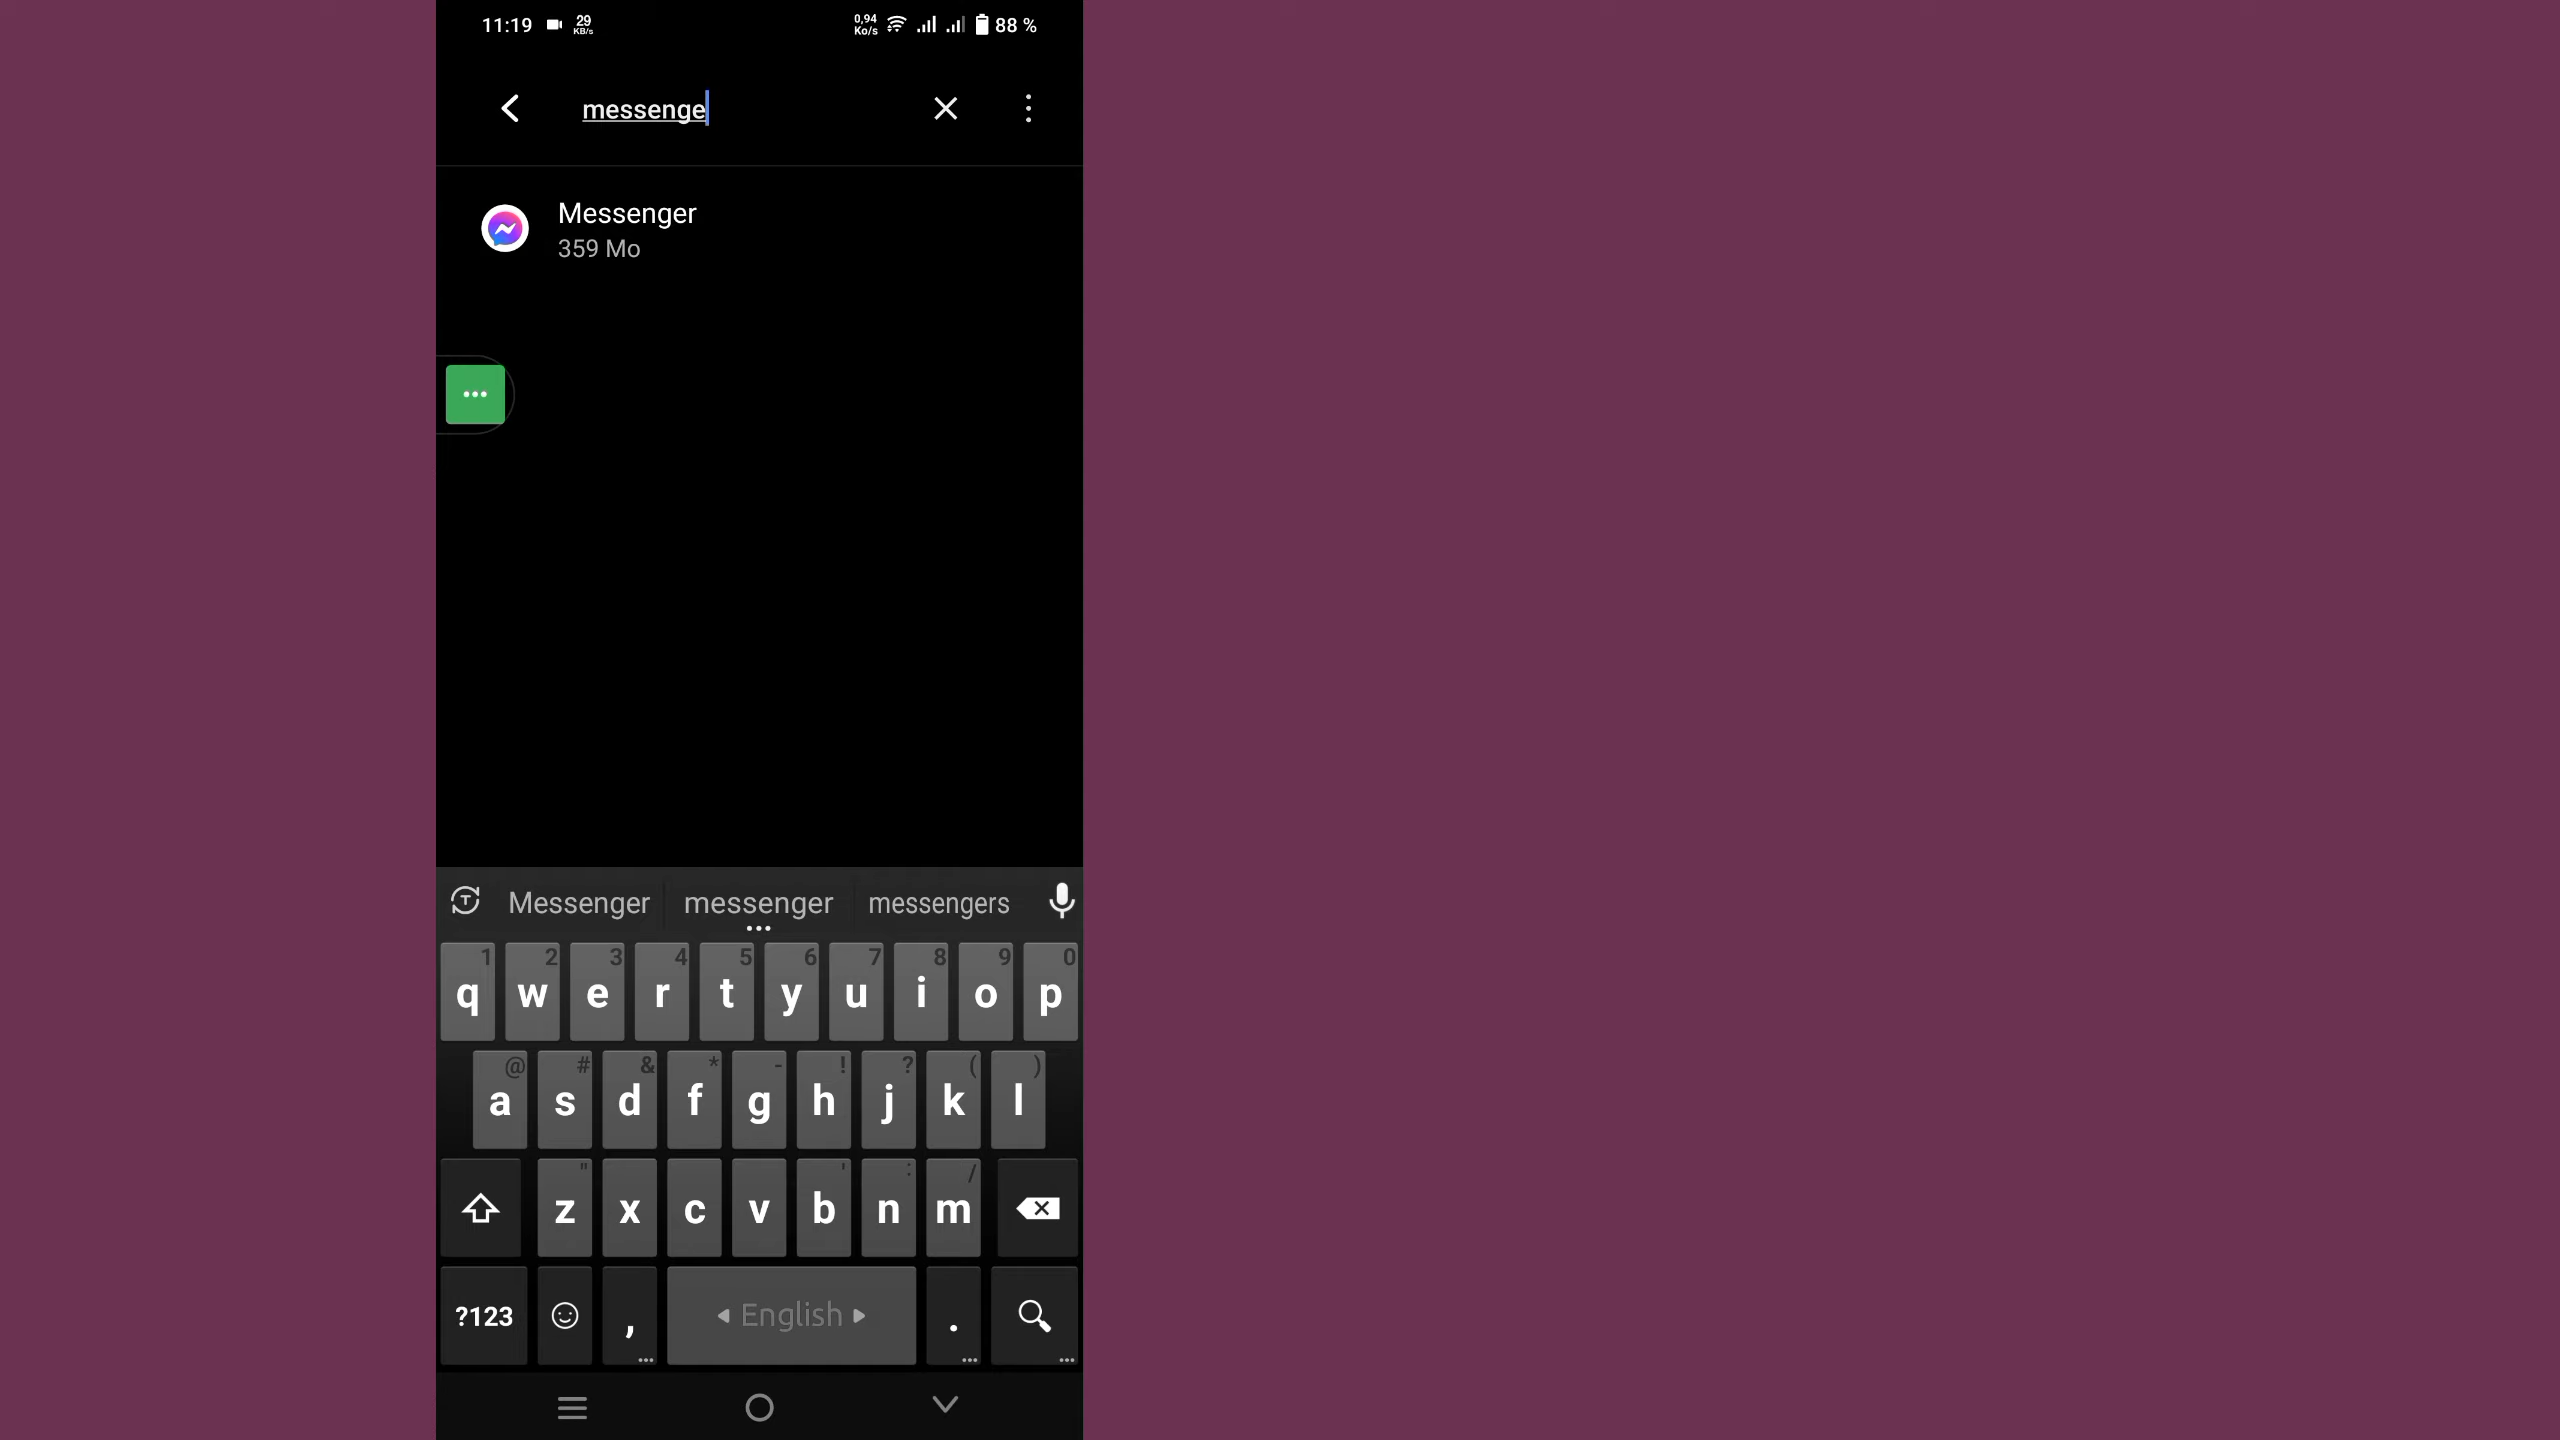 11:19 29 KB/s 0,94 Ko/s 88 %
messenge
Messenger
359 Mo
Messenger messenger messengers
1 2 3 4 5 6 7 8 9 0
q w e r t y u i o p
@ # & * - ! ? ( )
a s d f g h j k l
" ' : /
z x c v b n m
?123 , English .